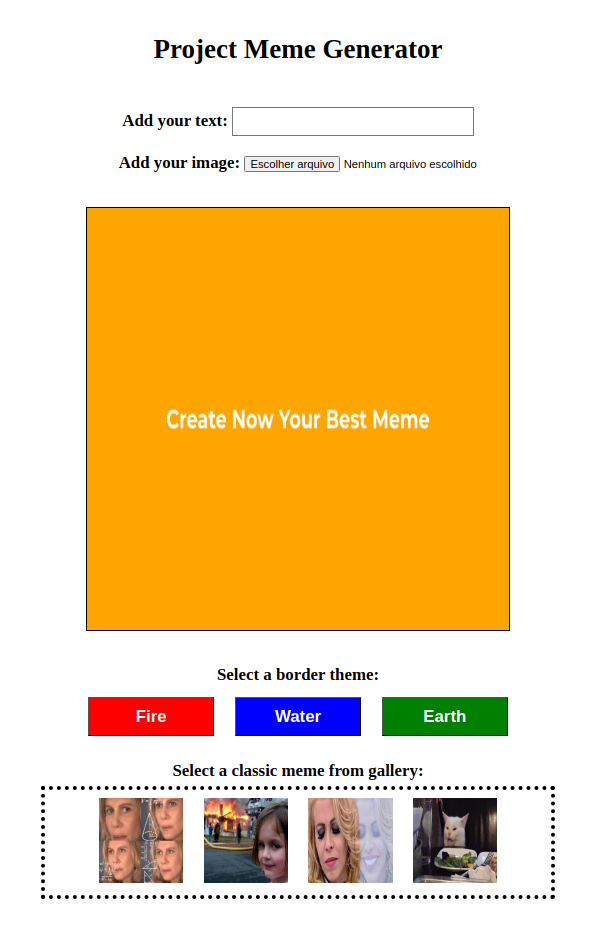 Project Meme Generator
Add your text:
Add your image: Escolher arquivo Nenhum arquivo escolhido
Create Now Your Best Meme
Select a border theme:
Fire Water Earth
Select a classic meme from gallery: